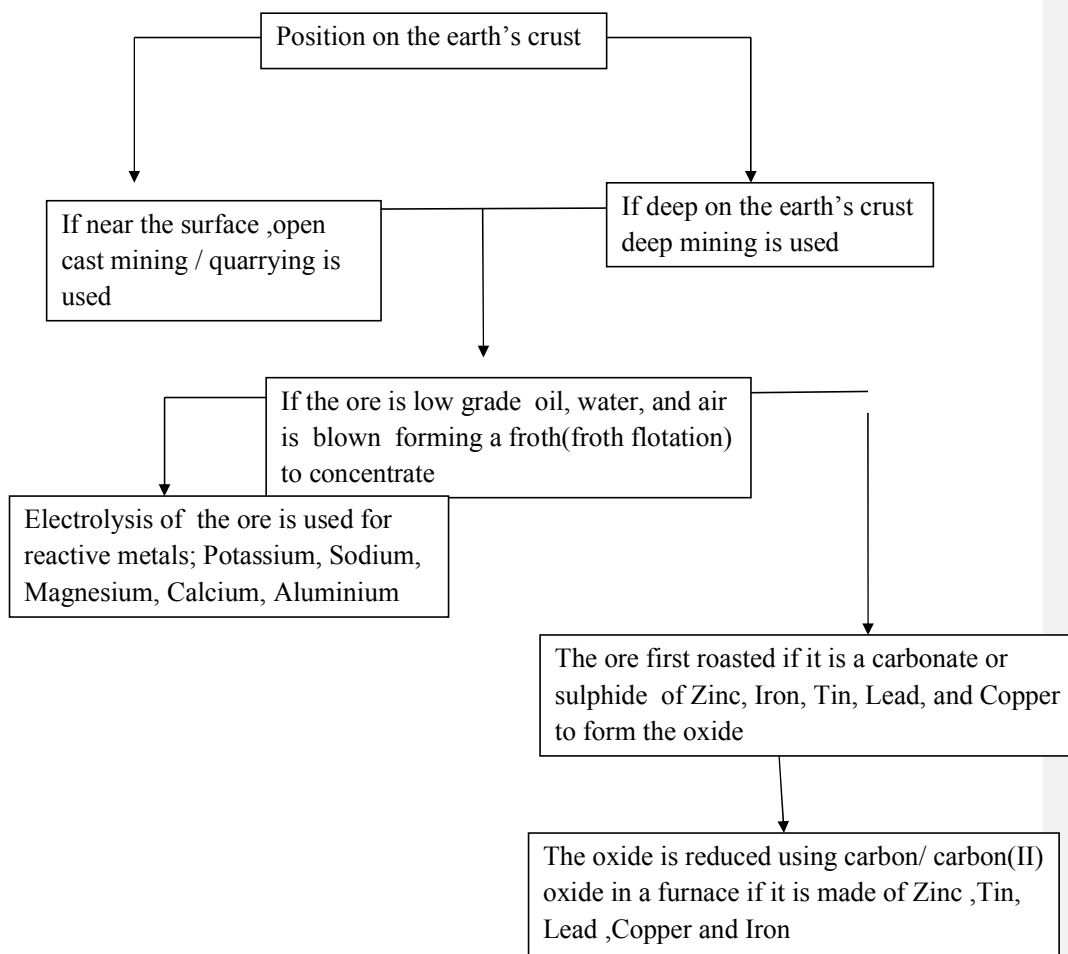 Position on the earth’s crust
If near the surface ,open
cast mining / quarrying is
used
If deep on the earth’s crust
deep mining is used
If the ore is low grade oil, water, and air
is blown forming a froth(froth flotation)
to concentrate
Electrolysis of the ore is used for
reactive metals; Potassium, Sodium,
Magnesium, Calcium, Aluminium
The ore first roasted if it is a carbonate or
sulphide of Zinc, Iron, Tin, Lead, and Copper
to form the oxide
The oxide is reduced using carbon/ carbon(II)
oxide in a furnace if it is made of Zinc ,Tin,
Lead ,Copper and Iron